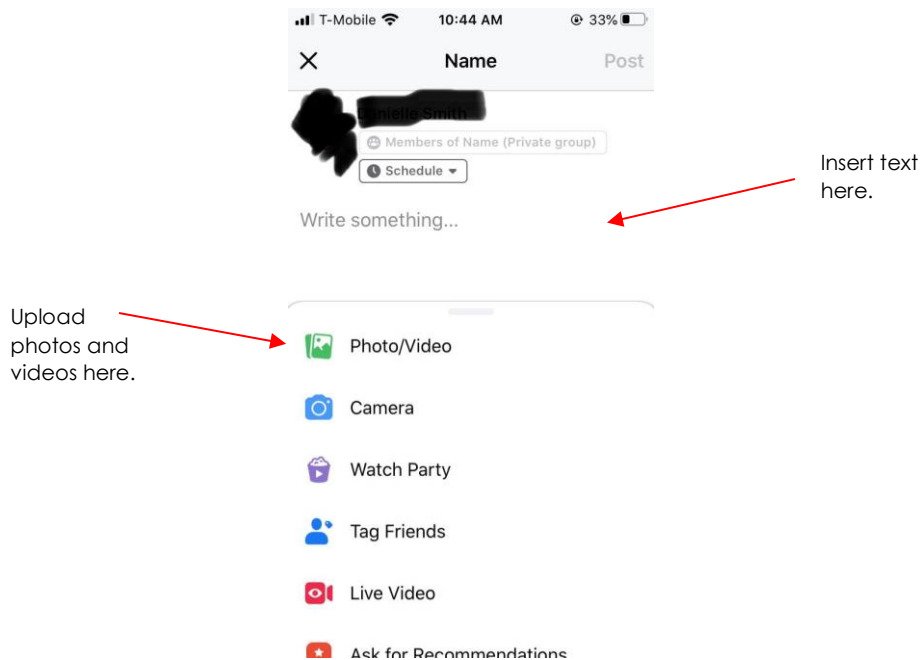 T-Mobile 10:44 AM 33%
Name Post
Members of Name (Private group)
Schedule
Insert text
here.
Write something...
Upload
photos and
videos here.
Photo/Video
Camera
Watch Party
Tag Friends
Live Video
Ask for Recommendations